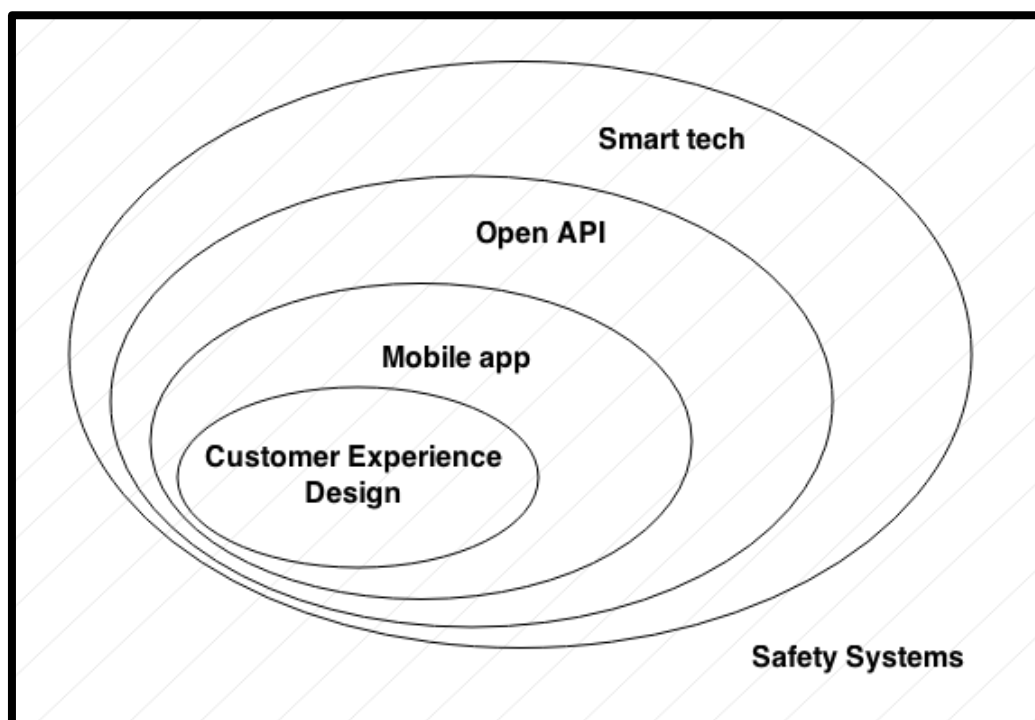 Smart tech
Open API
Mobile app
Customer Experience
Design
Safety Systems